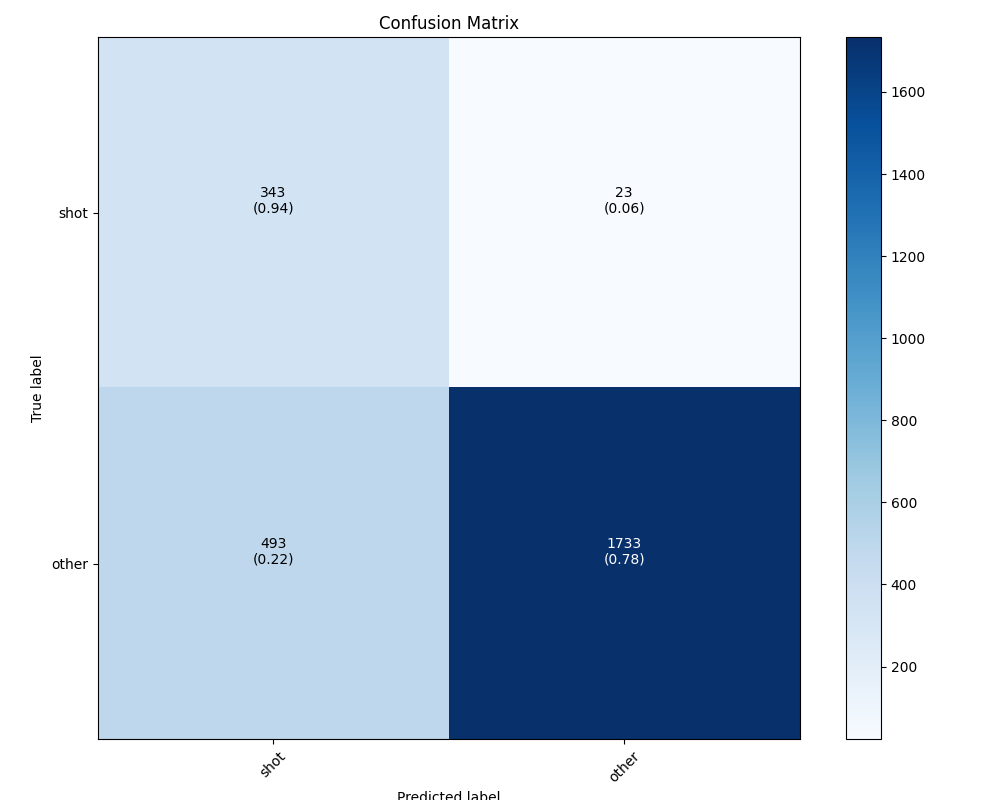 Confusion Matrix
343
(0.94)
23
(0.06)
shot
493
(0.22)
1733
(0.78)
other
True label
shot
other
Predicted label
1600
1400
1200
1000
800
600
400
200